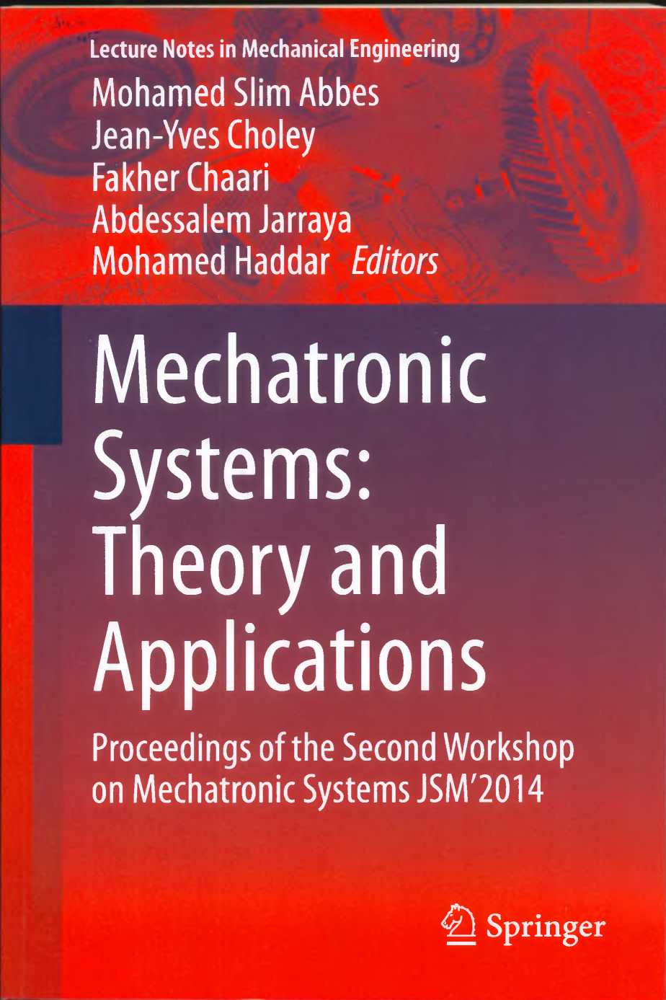 Lecture Notes in Mechanical Engineering
Mohamed Slim Abbes
Jean-Yves Choley
Fakher Chaari
Abdessalem Jarraya
Mohamed Haddar Editors
Mechatronic
Systems:
Theory and
Applications
Proceedings of the Second Workshop
on Mechatronic Systems JSM'2014
Springer